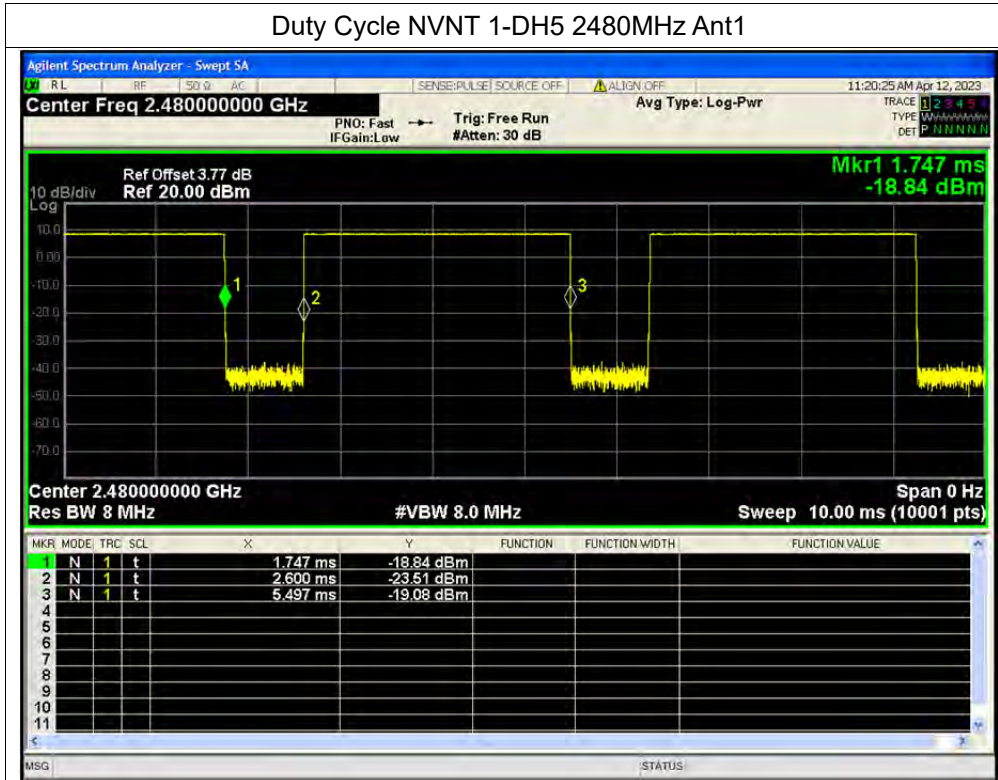 Duty Cycle NVNT 1-DH5 2480MHz Ant1
Agilent Spectrum Analyzer - Swept SA
RL RF 50 Ω AC SENSE:PULSE SOURCE OFF ALIGN OFF 11:20:25 AM Apr 12, 2023
Center Freq 2.480000000 GHz Avg Type: Log-Pwr TRACE 1 2 3 4 5 6
PNO: Fast Trig: Free Run TYPE W
IFGain:Low #Atten: 30 dB DET P N N N N N
Mkr1 1.747 ms
Ref Offset 3.77 dB
10 dB/div Ref 20.00 dBm -18.84 dBm
Log
10.0
0.00
-10.0
1
2
3
-20.0
-30.0
-40.0
-50.0
-60.0
-70.0
Center 2.480000000 GHz Span 0 Hz
Res BW 8 MHz #VBW 8.0 MHz Sweep 10.00 ms (10001 pts)
MKR MODE TRC SCL X Y FUNCTION FUNCTION WIDTH FUNCTION VALUE
1 N 1 t 1.747 ms -18.84 dBm
2 N 1 t 2.600 ms -23.51 dBm
3 N 1 t 5.497 ms -19.08 dBm
4
5
6
7
8
9
10
11
MSG STATUS